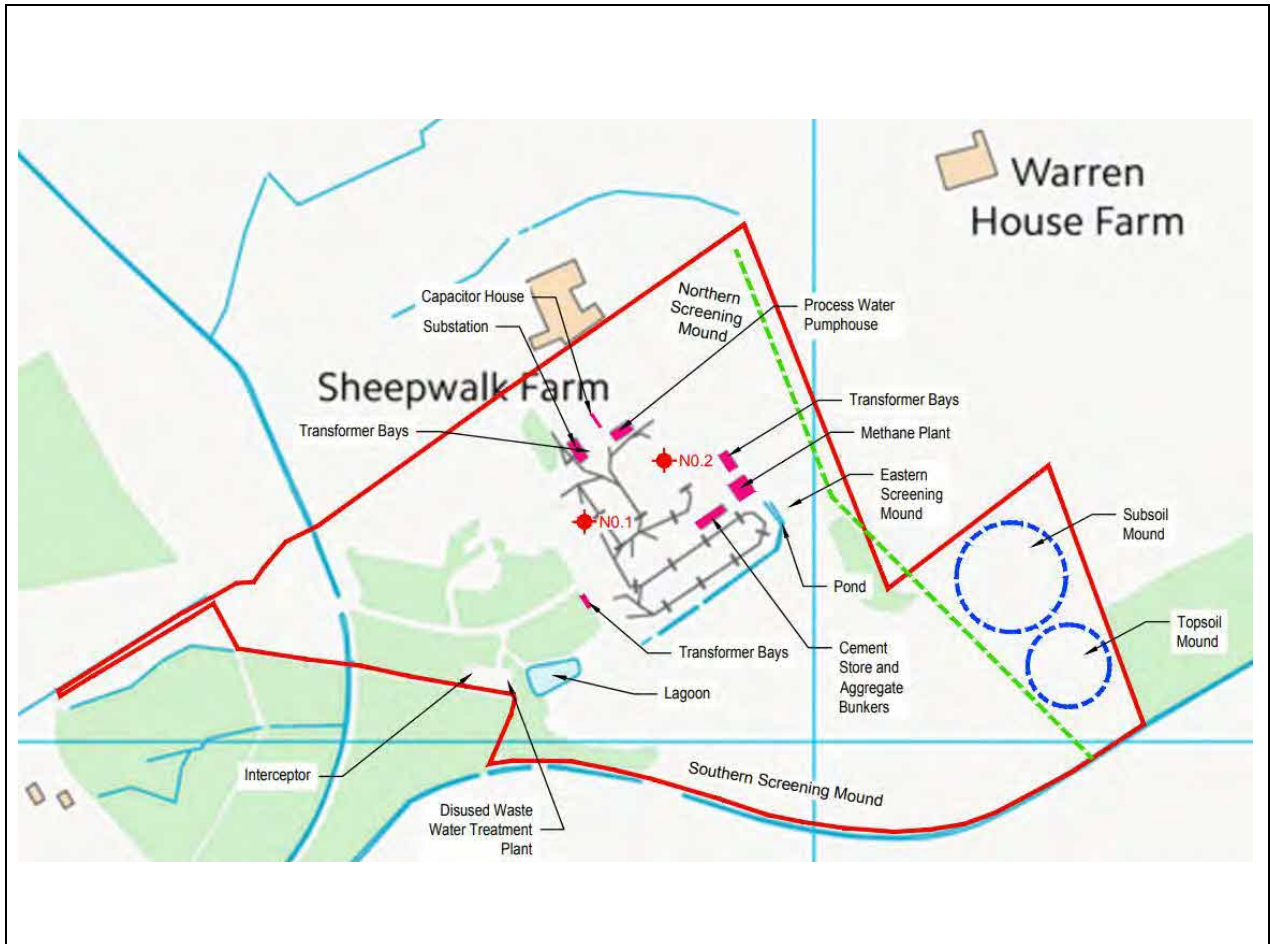 Warren
House Farm
Capacitor House
Substation
Northern
Screening
Mound
Process Water
Pumphouse
Sheepwalk Farm
Transformer Bays
Transformer Bays
Methane Plant
N0.2
Eastern
Screening
Mound
N0.1
Subsoil
Mound
Pond
Topsoil
Mound
Transformer Bays
Cement
Store and
Aggregate
Bunkers
Lagoon
Interceptor
Southern Screening Mound
Disused Waste
Water Treatment
Plant